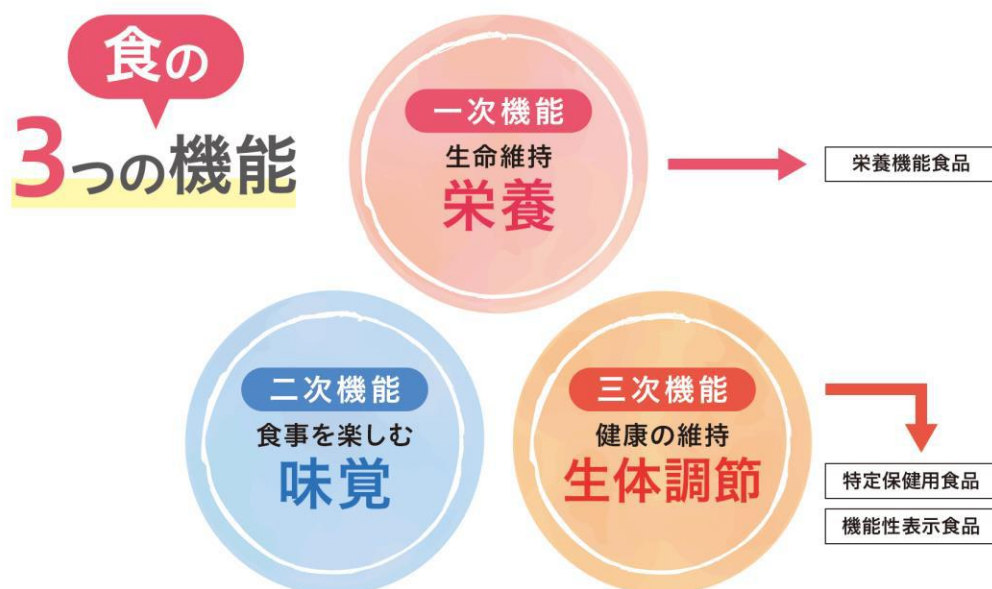 食の
3つの機能
一次機能
生命維持
栄養
栄養機能食品
二次機能
食事を楽しむ
味覚
三次機能
健康の維持
生体調節
特定保健用食品
機能性表示食品